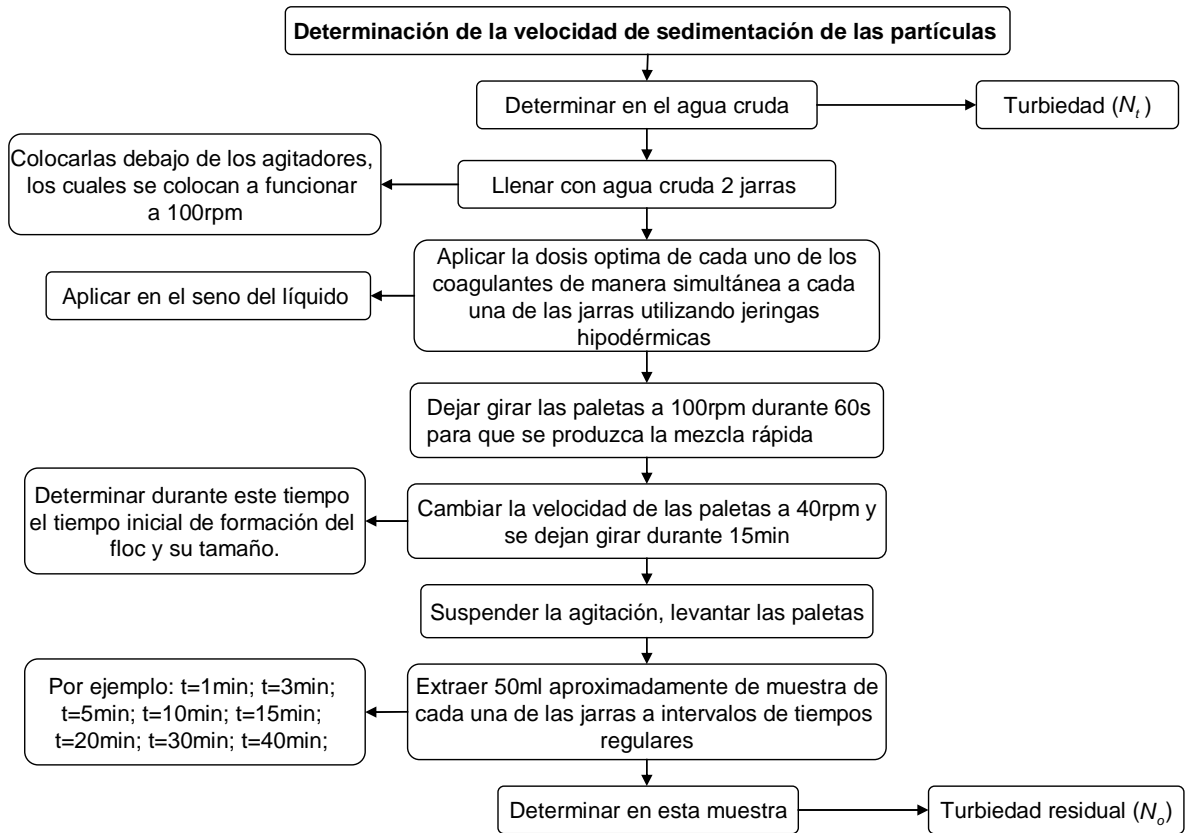 Determinación de la velocidad de sedimentación de las partículas
Determinar en el agua cruda
Turbiedad (N_t)
Colocarlas debajo de los agitadores,
los cuales se colocan a funcionar
a 100rpm
Llenar con agua cruda 2 jarras
Aplicar la dosis optima de cada uno de los
coagulantes de manera simultánea a cada
una de las jarras utilizando jeringas
hipodérmicas
Aplicar en el seno del líquido
Dejar girar las paletas a 100rpm durante 60s
para que se produzca la mezcla rápida
Determinar durante este tiempo
el tiempo inicial de formación del
floc y su tamaño.
Cambiar la velocidad de las paletas a 40rpm y
se dejan girar durante 15min
Suspender la agitación, levantar las paletas
Por ejemplo: t=1min; t=3min;
t=5min; t=10min; t=15min;
t=20min; t=30min; t=40min;
Extraer 50ml aproximadamente de muestra de
cada una de las jarras a intervalos de tiempos
regulares
Determinar en esta muestra
Turbiedad residual (N_o)